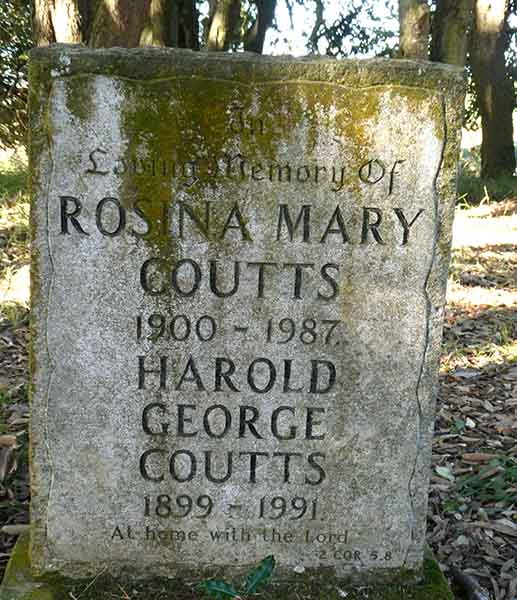 In
Loving Memory Of
ROSINA MARY
COUTTS
1900 - 1987.
HAROLD
GEORGE
COUTTS
1899 - 1991.
At home with the Lord
2 COR 5.8